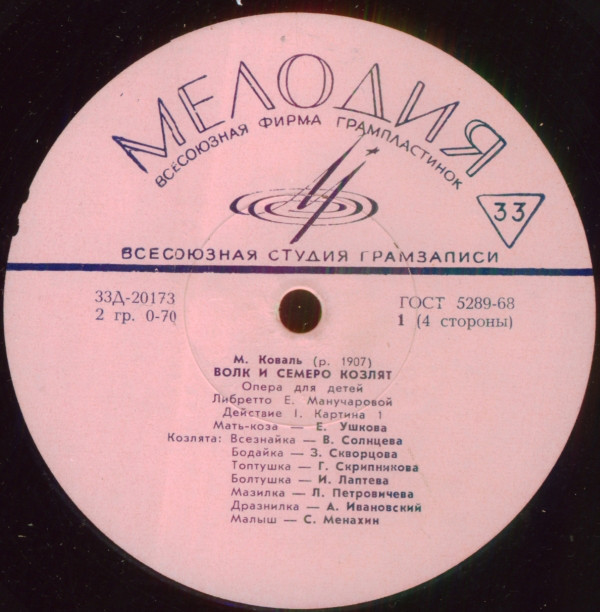 МЕЛОДИЯ
ВСЕСОЮЗНАЯ ФИРМА ГРАМПЛАСТИНОК
33
ВСЕСОЮЗНАЯ СТУДИЯ ГРАМЗАПИСИ
33Д-20173
ГОСТ 5289-68
2 гр. 0-70
1 (4 стороны)
М. Коваль (р. 1907)
ВОЛК И СЕМЕРО КОЗЛЯТ
Опера для детей
Либретто Е. Манучаровой
Действие I. Картина 1
Мать-коза — Е. Ушкова
Козлята: Всезнайка — В. Солнцева
Бодайка — З. Скворцова
Топтушка — Г. Скрипникова
Болтушка — И. Лаптева
Мазилка — Л. Петровичева
Дразнилка — А. Ивановский
Малыш — С. Менахин